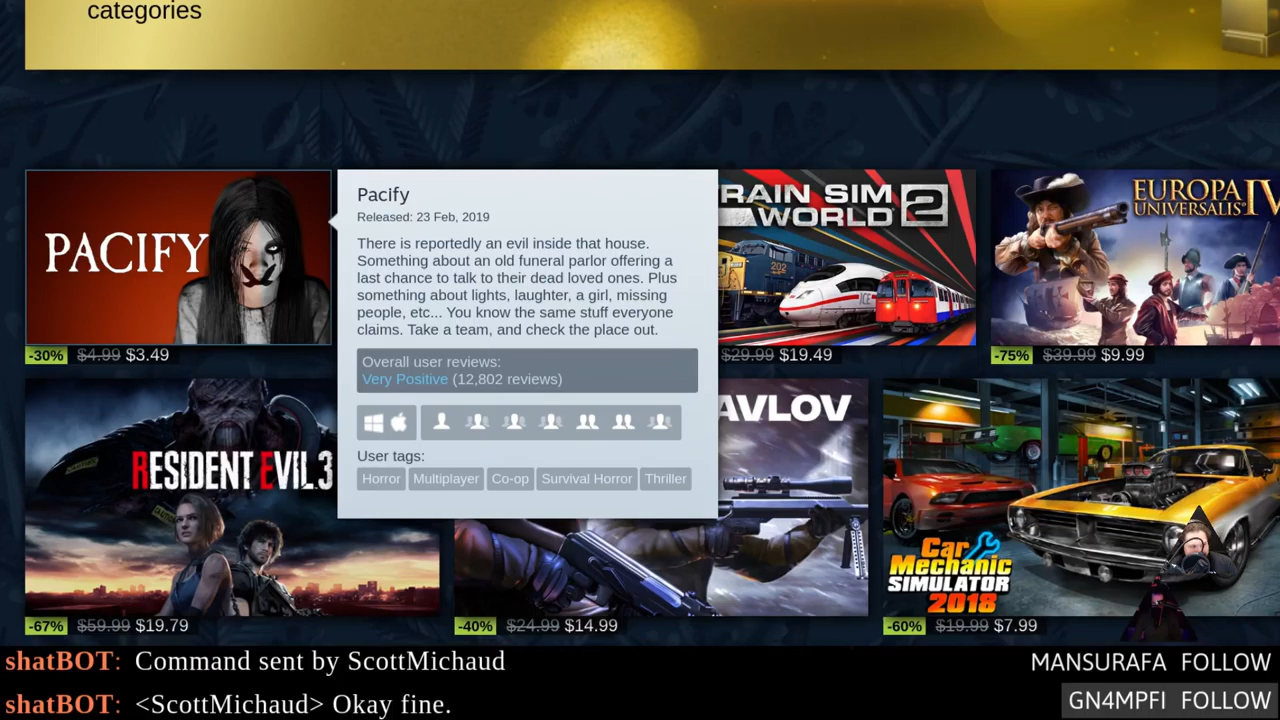 categories
PACIFY
Pacify
Released: 23 Feb, 2019
There is reportedly an evil inside that house.
Something about an old funeral parlor offering a
last chance to talk to their dead loved ones. Plus
something about lights, laughter, a girl, missing
people, etc... You know the same stuff everyone
claims. Take a team, and check the place out.
Overall user reviews:
Very Positive (12,802 reviews)
User tags:
Horror Multiplayer Co-op Survival Horror Thriller
RAIN SIM
WORLD 2
202
ICE
EUROPA
UNIVERSALIS IV
-30% $4.99 $3.49
$29.99 $19.49
-75% $39.99 $9.99
RESIDENT EVIL 3
AVLOV
Car
Mechanic
SIMULATOR
2018
-67% $59.99 $19.79
-40% $24.99 $14.99
-60% $19.99 $7.99
shatBOT: Command sent by ScottMichaud
MANSURAFA FOLLOW
shatBOT: <ScottMichaud> Okay fine.
GN4MPFI FOLLOW